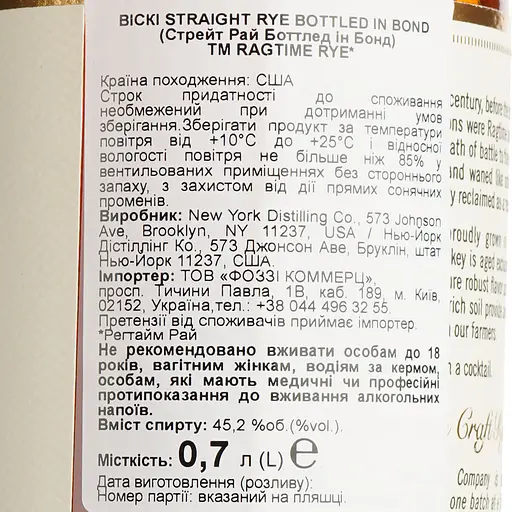 ВІСКІ STRAIGHT RYE BOTTLED IN BOND
(Стрейт Рай Боттлед ін Бонд)
TM RAGTIME RYE*
Країна походження: США
Строк придатності до споживання
необмежений при дотриманні умов
зберігання.Зберігати продукт за температури
повітря від +10°С до +25°С і відносної
вологості повітря не більше ніж 85% у
вентильованих приміщеннях без стороннього
запаху, з захистом від дії прямих сонячних
променів.
Виробник: New York Distilling Co., 573 Johnson
Ave, Brooklyn, NY 11237, USA / Нью-Йорк
Дістіллінг Ко., 573 Джонсон Аве, Бруклін, штат
Нью-Йорк 11237, США.
Імпортер: ТОВ «ФОЗЗІ КОММЕРЦ»,
просп. Тичини Павла, 1В, каб. 189, м. Київ,
02152, Україна,тел.: +38 044 496 32 55.
Претензії від споживачів приймає імпортер.
*Регтайм Рай
Не рекомендовано вживати особам до 18
років, вагітним жінкам, водіям за кермом,
особам, які мають медичні чи професійні
протипоказання до вживання алкогольних
напоїв.
Вміст спирту: 45,2 %об.(%vol.).
Місткість: 0,7 л (L) ℮
Дата виготовлення (розливу):
Номер партії: вказаний на пляшці.
century, before the
were Ragtime
of battle to the
and waned like
reclaimed as a
grown
is aged
robust flavor
rich soil provide
our farmers
a cocktail.
Craft
Company is
one batch at